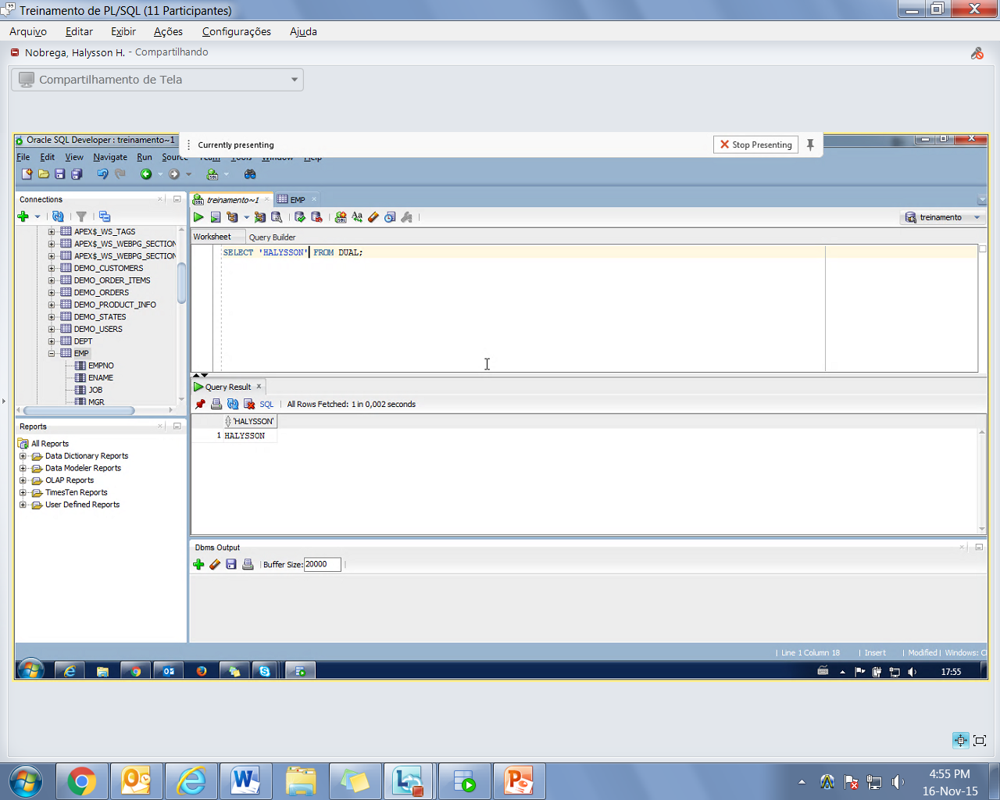 Treinamento de PL/SQL (11 Participantes)
Arquivo Editar Exibir Ações Configurações Ajuda
Nobrega, Halysson H. - Compartilhando
Compartilhamento de Tela
Oracle SQL Developer : treinamento~1
Currently presenting
Stop Presenting
File Edit View Navigate Run Source Team Tools Window Help
Connections
treinamento~1
EMP
treinamento
Worksheet Query Builder
SELECT 'HALYSSON' FROM DUAL;
APEX$_WS_TAGS
APEX$_WS_WEBPG_SECTION
APEX$_WS_WEBPG_SECTION
DEMO_CUSTOMERS
DEMO_ORDER_ITEMS
DEMO_ORDERS
DEMO_PRODUCT_INFO
DEMO_STATES
DEMO_USERS
DEPT
EMP
EMPNO
ENAME
JOB
MGR
Query Result
SQL | All Rows Fetched: 1 in 0,002 seconds
'HALYSSON'
1 HALYSSON
Reports
All Reports
Data Dictionary Reports
Data Modeler Reports
OLAP Reports
TimesTen Reports
User Defined Reports
Dbms Output
Buffer Size: 20000
Line 1 Column 18 | Insert | Modified | Windows: C
17:55
4:55 PM
16-Nov-15